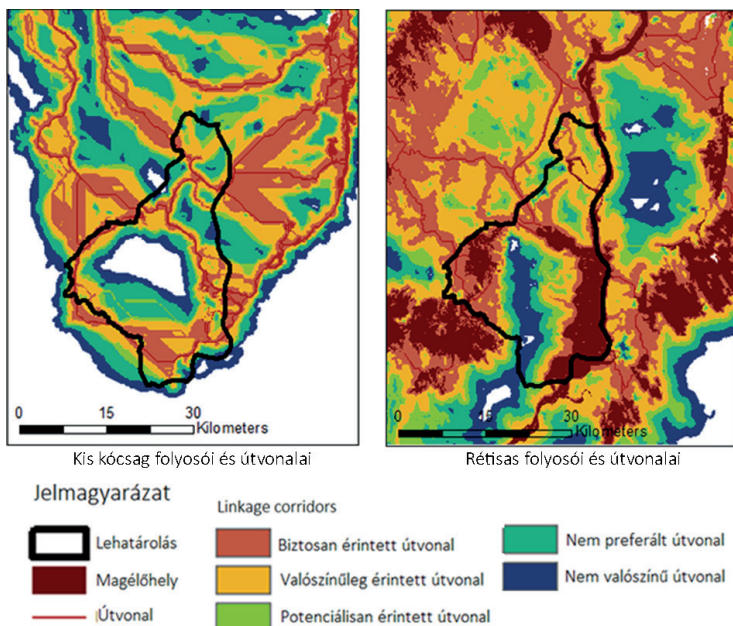 0 15 30
Kilometers
0 15 30
Kilometers
Kis kócsag folyosói és útvonalai
Rétisas folyosói és útvonalai
Jelmagyarázat
Linkage corridors
Lehatárolás
Biztosan érintett útvonal
Nem preferált útvonal
Magélőhely
Valószínűleg érintett útvonal
Nem valószínű útvonal
Útvonal
Potenciálisan érintett útvonal